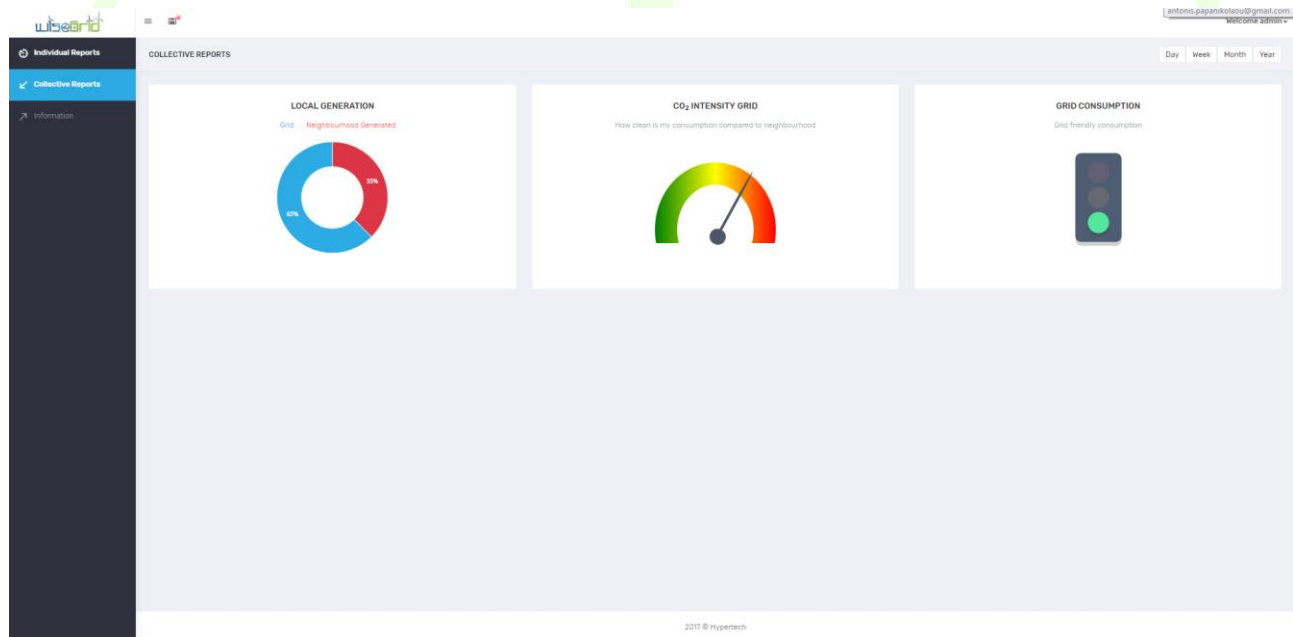 wiseGrid
antonis.papanikolaou@gmail.com
Welcome admin
Individual Reports
Collective Reports
Information
COLLECTIVE REPORTS
Day Week Month Year
LOCAL GENERATION
Grid Neighbourhood Generated
65%
CO₂ INTENSITY GRID
How clean is my consumption compared to neighbourhood
GRID CONSUMPTION
Grid friendly consumption
2017 © Hypertech